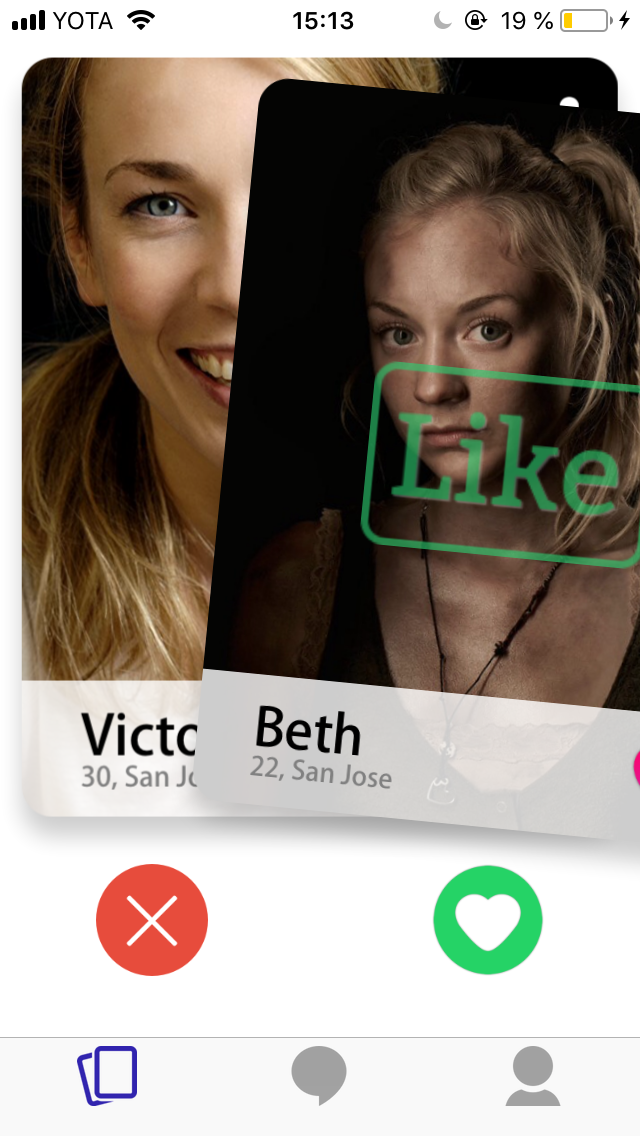 YOTA 15:13 19 %
Like
Victo
30, San Jo
Beth
22, San Jose